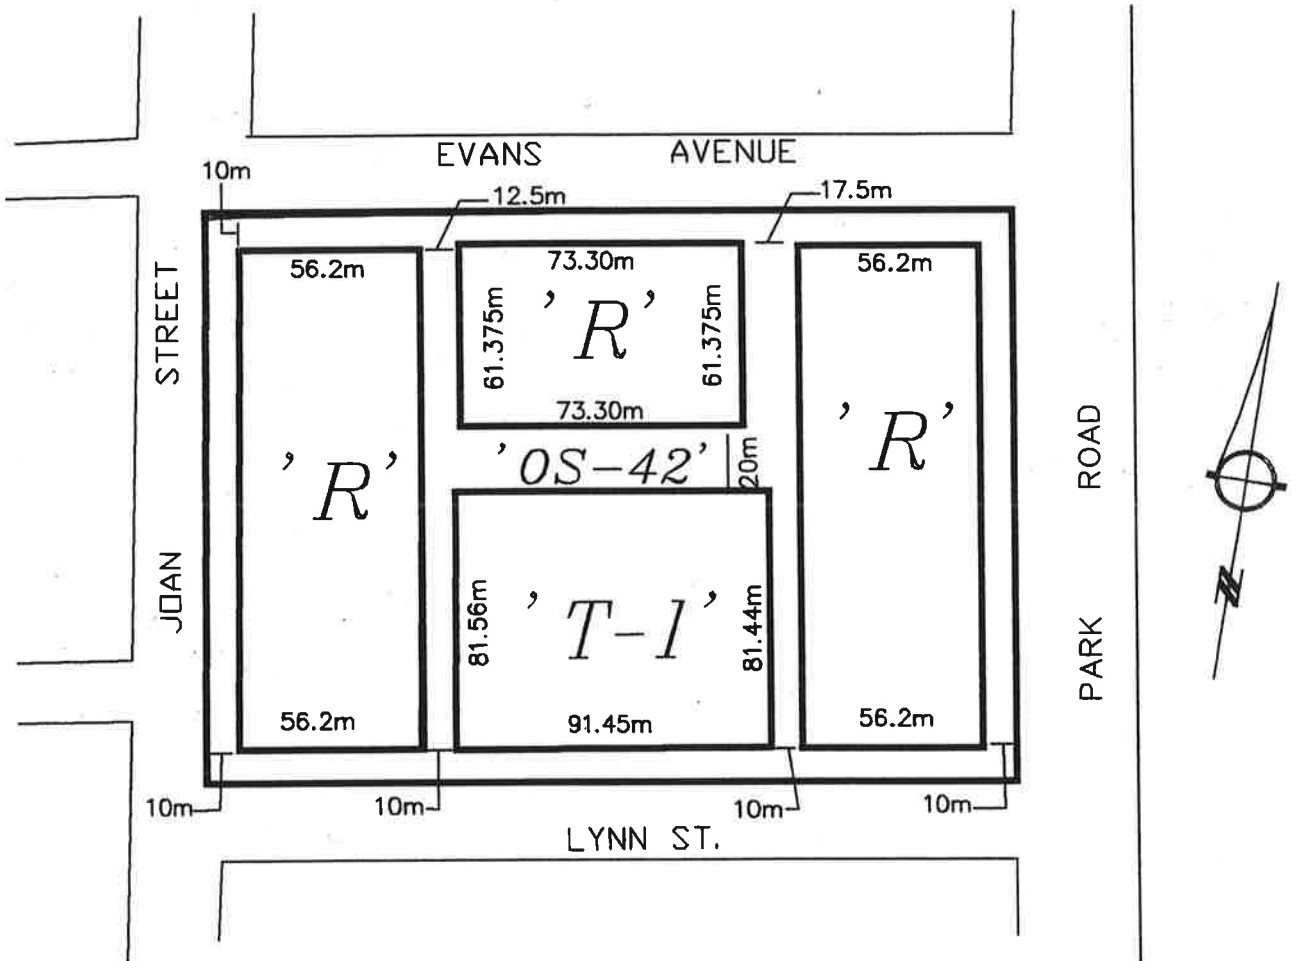 EVANS AVENUE
10m
12.5m
17.5m
56.2m
73.30m
56.2m
STREET
61.375m
'R'
61.375m
73.30m
'R'
'R'
'OS-42'
20m
ROAD
JOAN
81.56m
'T-1'
81.44m
PARK
N
56.2m
91.45m
56.2m
10m
10m
10m
10m
LYNN ST.